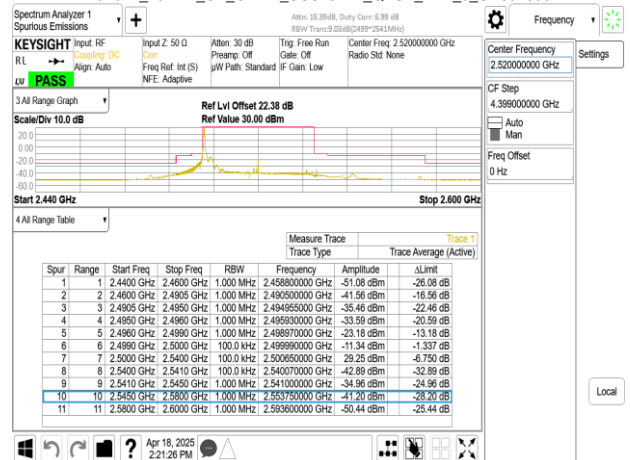 Spectrum Analyzer 1
Spurious Emissions
Attn: 15.89dB, Duty Corr: 6.99 dB
RBW Trans:9.03dB(2499~2541MHz)
Frequency
KEYSIGHT
RL
PASS
Input: RF
Coupling: DC
Align: Auto
Input Z: 50 Ω
Corr
Freq Ref: Int (S)
NFE: Adaptive
Atten: 30 dB
Preamp: Off
µW Path: Standard
Trig: Free Run
Gate: Off
IF Gain: Low
Center Freq: 2.520000000 GHz
Radio Std: None
Center Frequency
2.520000000 GHz
Settings
CF Step
4.399000000 GHz
Auto
Man
Freq Offset
0 Hz
3 All Range Graph
Scale/Div 10.0 dB
Ref Lvl Offset 22.38 dB
Ref Value 30.00 dBm
20.0
0.00
-20.0
-40.0
-60.0
Start 2.440 GHz
Stop 2.600 GHz
4 All Range Table
Measure Trace Trace 1
Trace Type Trace Average (Active)
Spur Range Start Freq Stop Freq RBW Frequency Amplitude ΔLimit
1 1 2.4400 GHz 2.4600 GHz 1.000 MHz 2.458800000 GHz -51.08 dBm -26.08 dB
2 2 2.4600 GHz 2.4905 GHz 1.000 MHz 2.490500000 GHz -41.56 dBm -16.56 dB
3 3 2.4905 GHz 2.4950 GHz 1.000 MHz 2.494955000 GHz -35.46 dBm -22.46 dB
4 4 2.4950 GHz 2.4960 GHz 1.000 MHz 2.495930000 GHz -33.59 dBm -20.59 dB
5 5 2.4960 GHz 2.4990 GHz 1.000 MHz 2.498970000 GHz -23.18 dBm -13.18 dB
6 6 2.4990 GHz 2.5000 GHz 100.0 kHz 2.499990000 GHz -11.34 dBm -1.337 dB
7 7 2.5000 GHz 2.5400 GHz 100.0 kHz 2.500650000 GHz 29.25 dBm -6.750 dB
8 8 2.5400 GHz 2.5410 GHz 100.0 kHz 2.540070000 GHz -42.89 dBm -32.89 dB
9 9 2.5410 GHz 2.5450 GHz 1.000 MHz 2.541000000 GHz -34.96 dBm -24.96 dB
10 10 2.5450 GHz 2.5800 GHz 1.000 MHz 2.553750000 GHz -41.20 dBm -28.20 dB
11 11 2.5800 GHz 2.6000 GHz 1.000 MHz 2.593600000 GHz -50.44 dBm -25.44 dB
Local
?
Apr 18, 2025
2:21:26 PM